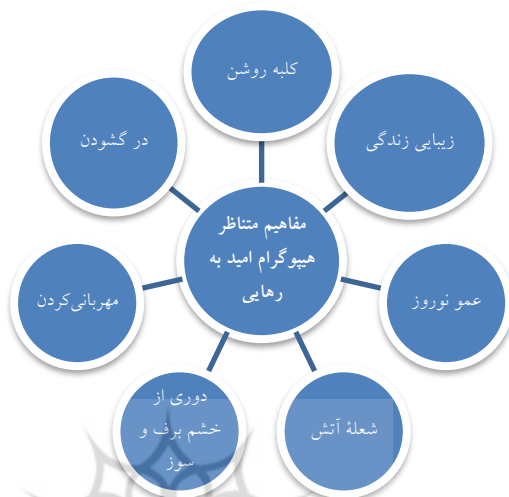 کلبه روشن
زیبایی زندگی
عمو نوروز
شعلهٔ آتش
دوری از
خشم برف و
سوز
مهربانی‌کردن
در گشودن
مفاهیم متناظر
هیپوگرام امید به
رهایی